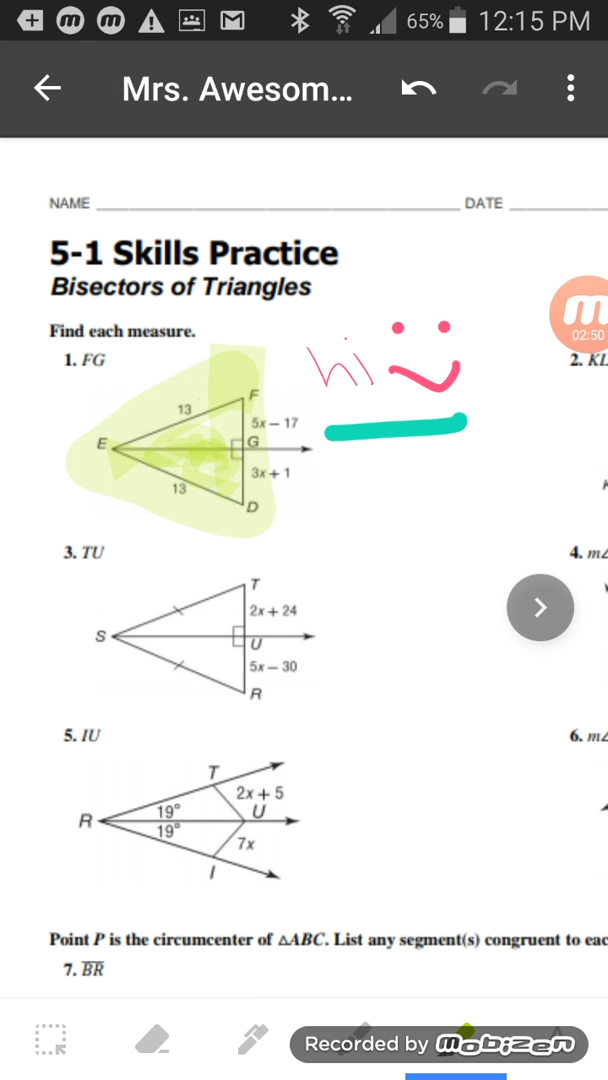 65% 12:15 PM
Mrs. Awesom...
NAME DATE
5-1 Skills Practice
Bisectors of Triangles
Find each measure.
1. FG
2. KL
02:50
hi
F
13
5x – 17
E
G
3x + 1
13
D
3. TU
4. m∠
T
2x + 24
S
U
5x – 30
R
5. IU
6. m∠
T
2x + 5
19°
U
R
19°
7x
I
Point P is the circumcenter of △ABC. List any segment(s) congruent to eac
7. BR
Recorded by mobizen